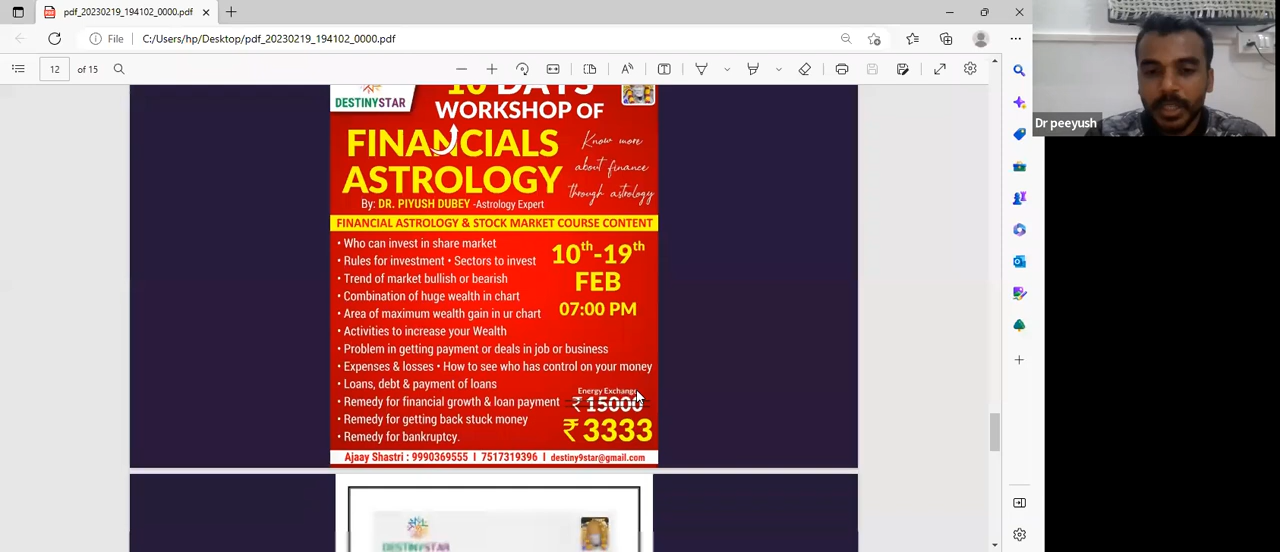 pdf_20230219_194102_0000.pdf
File C:/Users/hp/Desktop/pdf_20230219_194102_0000.pdf
12 of 15
Dr peeyush
DESTINYSTAR
10 DAYS
WORKSHOP OF
FINANCIALS
ASTROLOGY
Know more
about finance
through astrology
By: DR. PIYUSH DUBEY -Astrology Expert
FINANCIAL ASTROLOGY & STOCK MARKET COURSE CONTENT
• Who can invest in share market
• Rules for investment • Sectors to invest
• Trend of market bullish or bearish
• Combination of huge wealth in chart
• Area of maximum wealth gain in ur chart
• Activities to increase your Wealth
• Problem in getting payment or deals in job or business
• Expenses & losses • How to see who has control on your money
• Loans, debt & payment of loans
• Remedy for financial growth & loan payment
• Remedy for getting back stuck money
• Remedy for bankruptcy.
10th-19th
FEB
07:00 PM
Energy Exchange
₹ 15000
₹ 3333
Ajaay Shastri : 9990369555 I 7517319396 I destiny9star@gmail.com
DESTINYSTAR